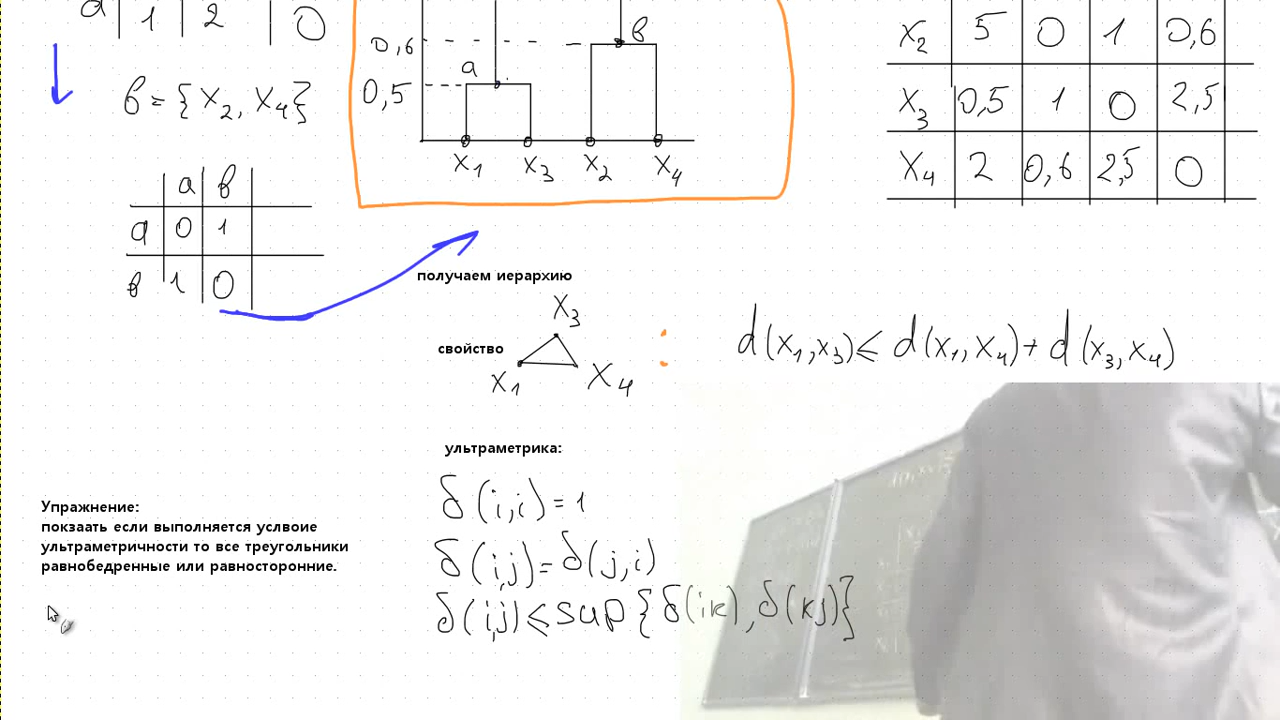 a 1 2 0
b = {x₂, x₄}
a b
a 0 1
b 1 0
0,6
b
a
0,5
x₁ x₃ x₂ x₄
x₂ 5 0 1 0,6
x₃ 0,5 1 0 2,5
x₄ 2 0,6 2,5 0
получаем иерархию
x₃
свойство
x₁ x₄
:
d(x₁,x₃) ≤ d(x₁,x₄) + d(x₃,x₄)
ультраметрика:
δ(i,i) = 1
δ(i,j) = δ(j,i)
δ(i,j) ≤ sup{δ(ik), δ(kj)}
Упражнение:
покзаать если выполняется услвоие
ультраметричности то все треугольники
равнобедренные или равносторонние.